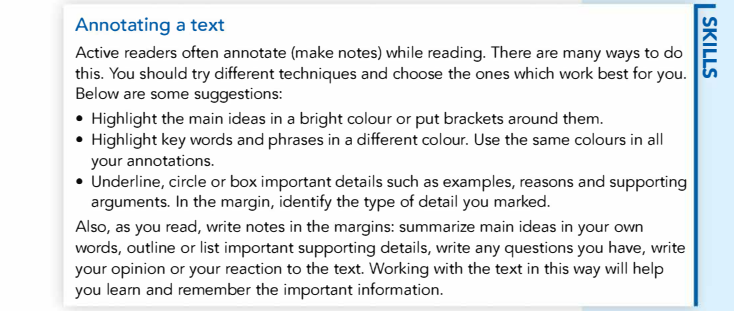 Annotating a text
Active readers often annotate (make notes) while reading. There are many ways to do
this. You should try different techniques and choose the ones which work best for you.
Below are some suggestions:
• Highlight the main ideas in a bright colour or put brackets around them.
• Highlight key words and phrases in a different colour. Use the same colours in all
your annotations.
• Underline, circle or box important details such as examples, reasons and supporting
arguments. In the margin, identify the type of detail you marked.
Also, as you read, write notes in the margins: summarize main ideas in your own
words, outline or list important supporting details, write any questions you have, write
your opinion or your reaction to the text. Working with the text in this way will help
you learn and remember the important information.
SKILLS